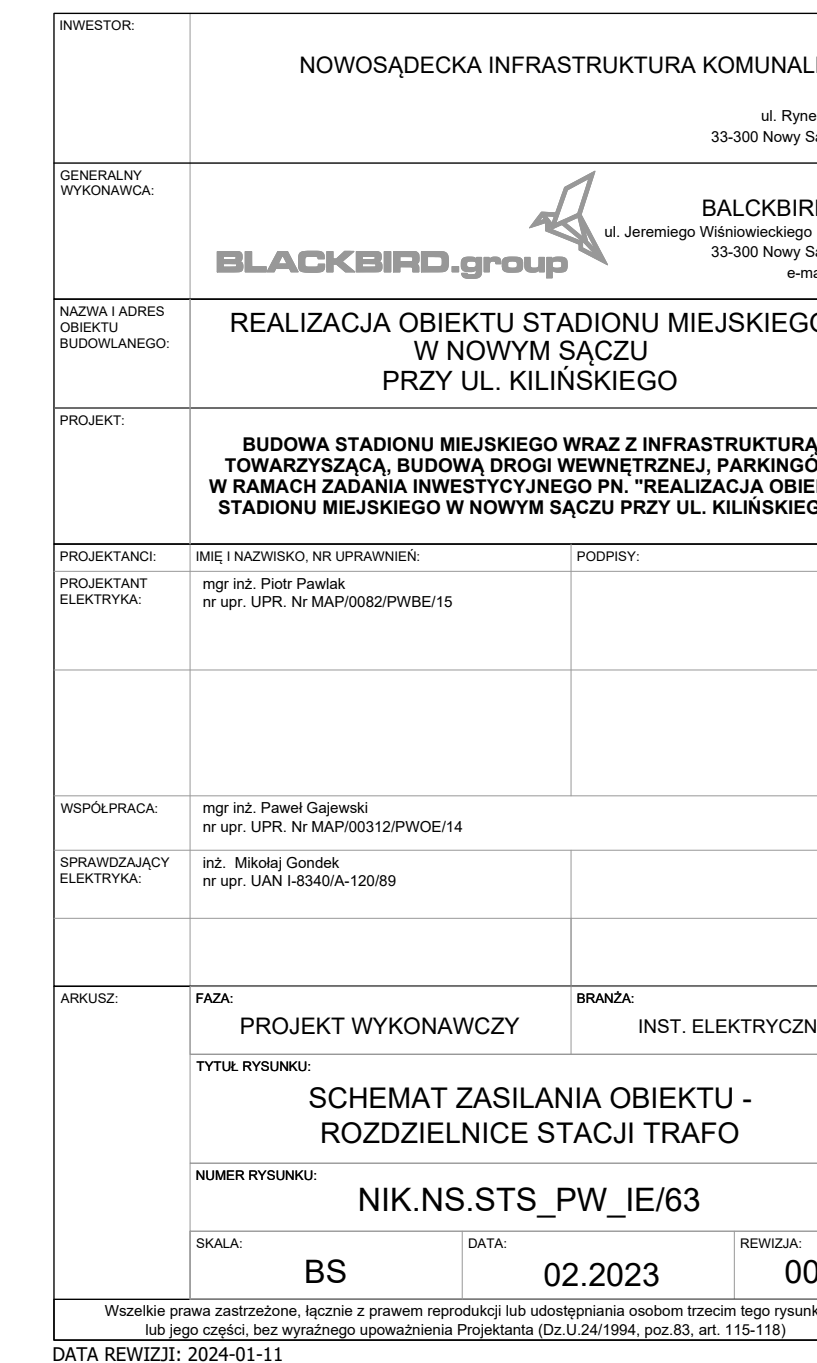 INWESTOR:
NOWOSĄDECKA INFRASTRUKTURA KOMUNAL
ul. Ryne
33-300 Nowy Są
GENERALNY
WYKONAWCA:
BLACKBIRD.group
BALCKBIR
ul. Jeremiego Wiśniowieckiego
33-300 Nowy Są
e-ma
NAZWA I ADRES
OBIEKTU
BUDOWLANEGO:
REALIZACJA OBIEKTU STADIONU MIEJSKIEGO
W NOWYM SĄCZU
PRZY UL. KILIŃSKIEGO
PROJEKT:
BUDOWA STADIONU MIEJSKIEGO WRAZ Z INFRASTRUKTURĄ
TOWARZYSZĄCĄ, BUDOWĄ DROGI WEWNĘTRZNEJ, PARKINGÓ
W RAMACH ZADANIA INWESTYCYJNEGO PN. "REALIZACJA OBIE
STADIONU MIEJSKIEGO W NOWYM SĄCZU PRZY UL. KILIŃSKIEG
PROJEKTANCI: IMIĘ I NAZWISKO, NR UPRAWNIEŃ: PODPISY:
PROJEKTANT
ELEKTRYKA:
mgr inż. Piotr Pawlak
nr upr. UPR. Nr MAP/0082/PWBE/15
WSPÓŁPRACA:
mgr inż. Paweł Gajewski
nr upr. UPR. Nr MAP/00312/PWOE/14
SPRAWDZAJĄCY
ELEKTRYKA:
inż. Mikołaj Gondek
nr upr. UAN I-8340/A-120/89
ARKUSZ:
FAZA:
PROJEKT WYKONAWCZY
BRANŻA:
INST. ELEKTRYCZN
TYTUŁ RYSUNKU:
SCHEMAT ZASILANIA OBIEKTU -
ROZDZIELNICE STACJI TRAFO
NUMER RYSUNKU:
NIK.NS.STS_PW_IE/63
SKALA:
BS
DATA:
02.2023
REWIZJA:
00
Wszelkie prawa zastrzeżone, łącznie z prawem reprodukcji lub udostępniania osobom trzecim tego rysunk
lub jego części, bez wyraźnego upoważnienia Projektanta (Dz.U.24/1994, poz.83, art. 115-118)
DATA REWIZJI: 2024-01-11